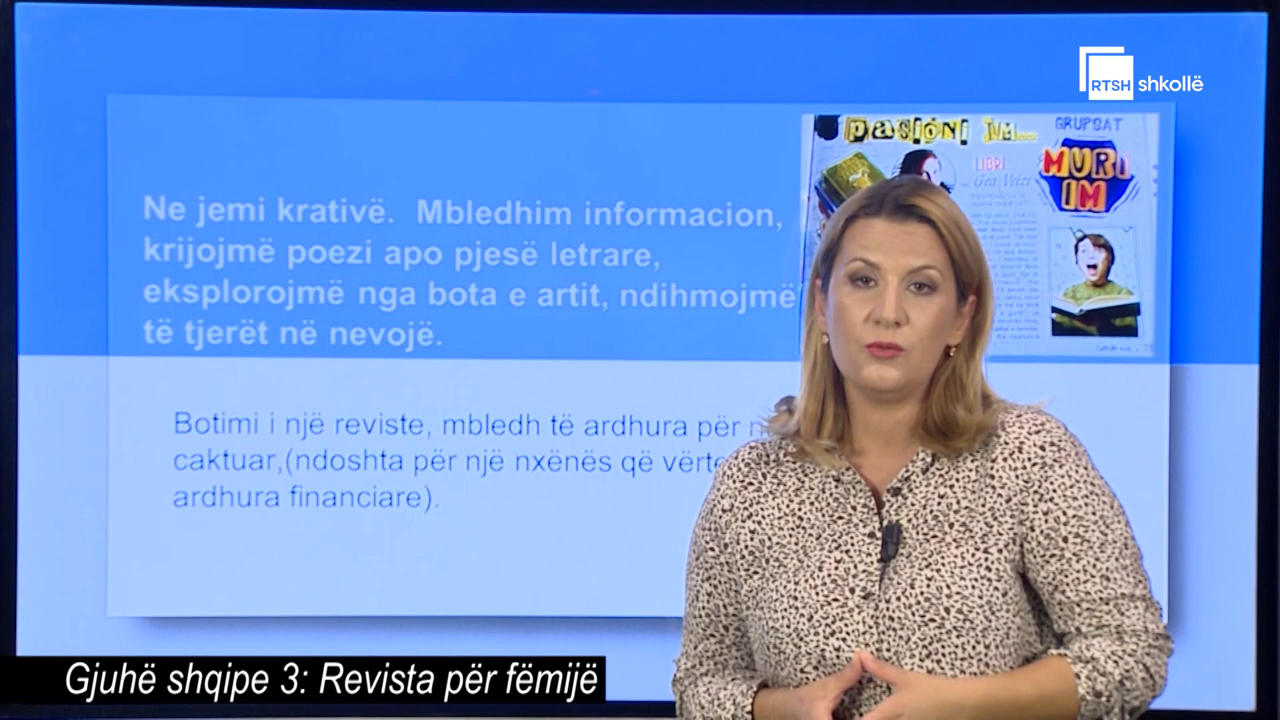 RTSH shkollë
pasioni im...
GRUPSAT
LIBRI
MURI
IM
Ne jemi krativë. Mbledhim informacion,
krijojmë poezi apo pjesë letrare,
eksplorojmë nga bota e artit, ndihmojmë
të tjerët në nevojë.
Botimi i një reviste, mbledh të ardhura për
caktuar,(ndoshta për një nxënës që
ardhura financiare).
Gjuhë shqipe 3: Revista për fëmijë